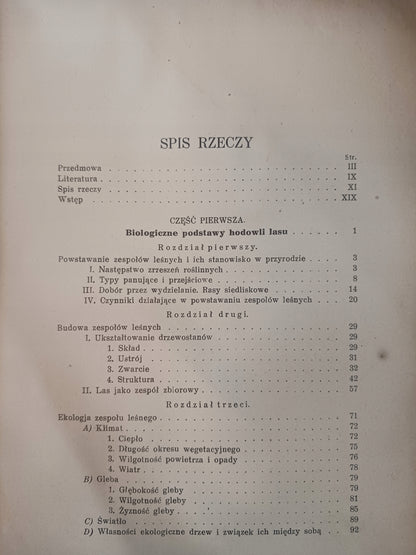 SPIS RZECZY
Str.
Przedmowa . . . . . . . . . . III
Literatura . . . . . . . . . . IX
Spis rzeczy . . . . . . . . . . XI
Wstęp . . . . . . . . . . XIX
CZĘŚĆ PIERWSZA.
Biologiczne podstawy hodowli lasu . . . . . . 1
Rozdział pierwszy.
Powstawanie zespołów leśnych i ich stanowisko w przyrodzie . . 3
I. Następstwo zrzeszeń roślinnych . . . . . . . 3
II. Typy panujące i przejściowe . . . . . . . 8
III. Dobór przez wydzielenie. Rasy siedliskowe . . . . . 14
IV. Czynniki działające w powstawaniu zespołów leśnych . . . 20
Rozdział drugi.
Budowa zespołów leśnych . . . . . . . . 29
I. Ukształtowanie drzewostanów . . . . . . . 29
1. Skład . . . . . . . . . . 29
2. Ustrój . . . . . . . . . . 31
3. Zwarcie . . . . . . . . . . 32
4. Struktura . . . . . . . . . . 42
II. Las jako zespół zbiorowy . . . . . . . . 57
Rozdział trzeci.
Ekologja zespołu leśnego . . . . . . . . 71
A) Klimat . . . . . . . . . . 72
1. Ciepło . . . . . . . . . . 72
2. Długość okresu wegetacyjnego . . . . . . . 75
3. Wilgotność powietrza i opady . . . . . . . 76
4. Wiatr . . . . . . . . . . 78
B) Gleba . . . . . . . . . . 79
1. Głębokość gleby . . . . . . . . . 79
2. Wilgotność gleby . . . . . . . . . 81
3. Żyzność gleby . . . . . . . . . 85
C) Światło . . . . . . . . . . 89
D) Własności ekologiczne drzew i związek ich między sobą . . 92